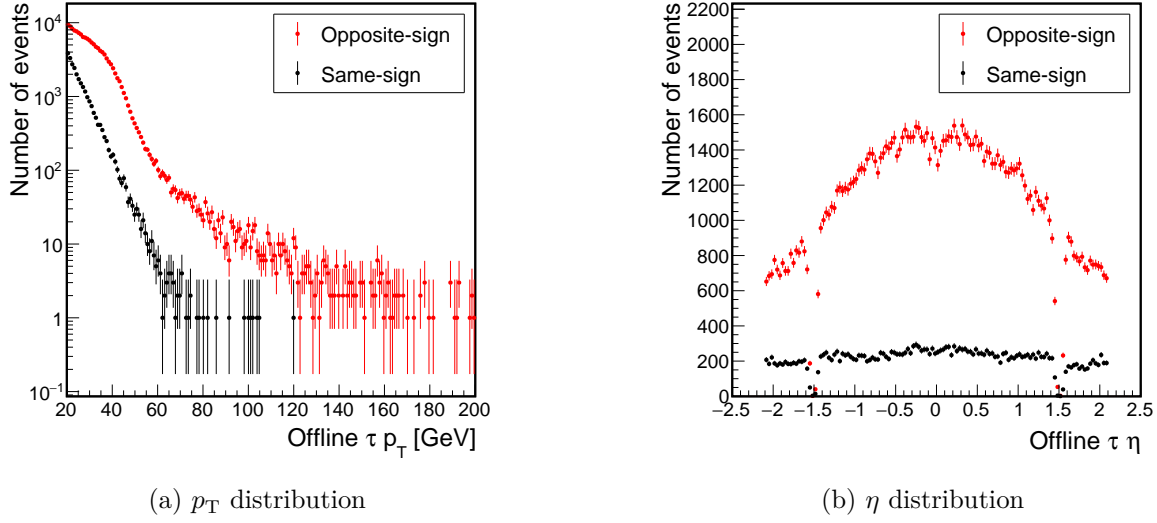 Number of events
10⁴
10³
10²
10
1
10⁻¹
Opposite-sign
Same-sign
20 40 60 80 100 120 140 160 180 200
Offline τ p_T [GeV]
(a) p_T distribution
Number of events
2200
2000
1800
1600
1400
1200
1000
800
600
400
200
0
Opposite-sign
Same-sign
−2.5 −2 −1.5 −1 −0.5 0 0.5 1 1.5 2 2.5
Offline τ η
(b) η distribution